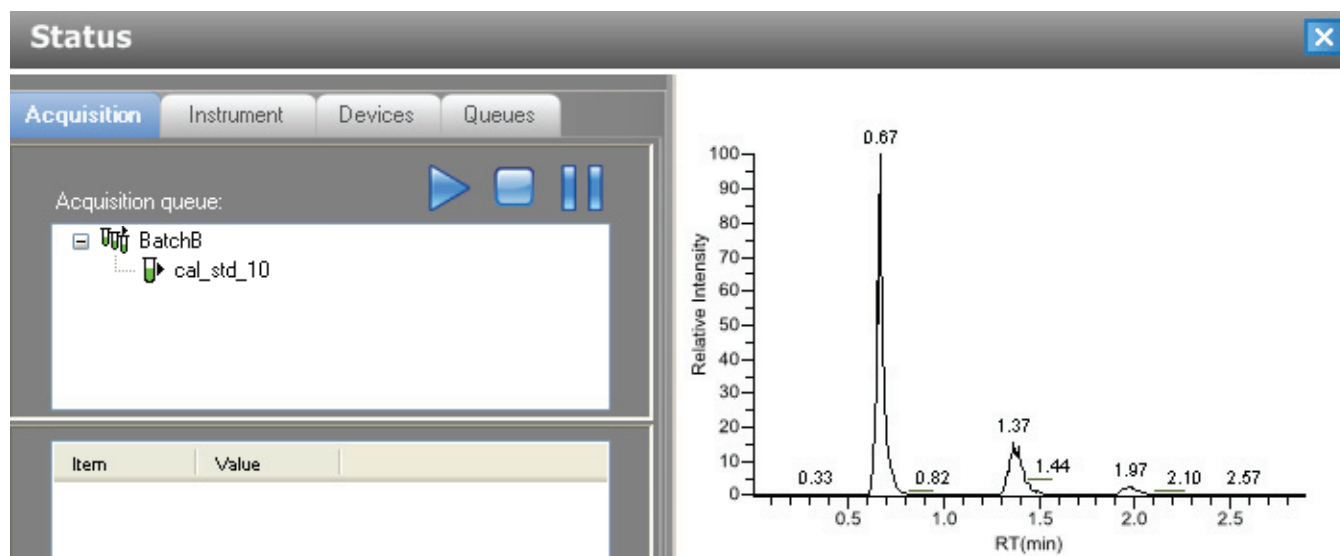 Status
Acquisition Instrument Devices Queues
Acquisition queue:
BatchB
cal_std_10
Item Value
0.67
100
90
80
70
60
50
40
30
20
10
0
Relative Intensity
1.37
0.33 0.82 1.44 1.97 2.10 2.57
0.5 1.0 1.5 2.0 2.5
RT(min)